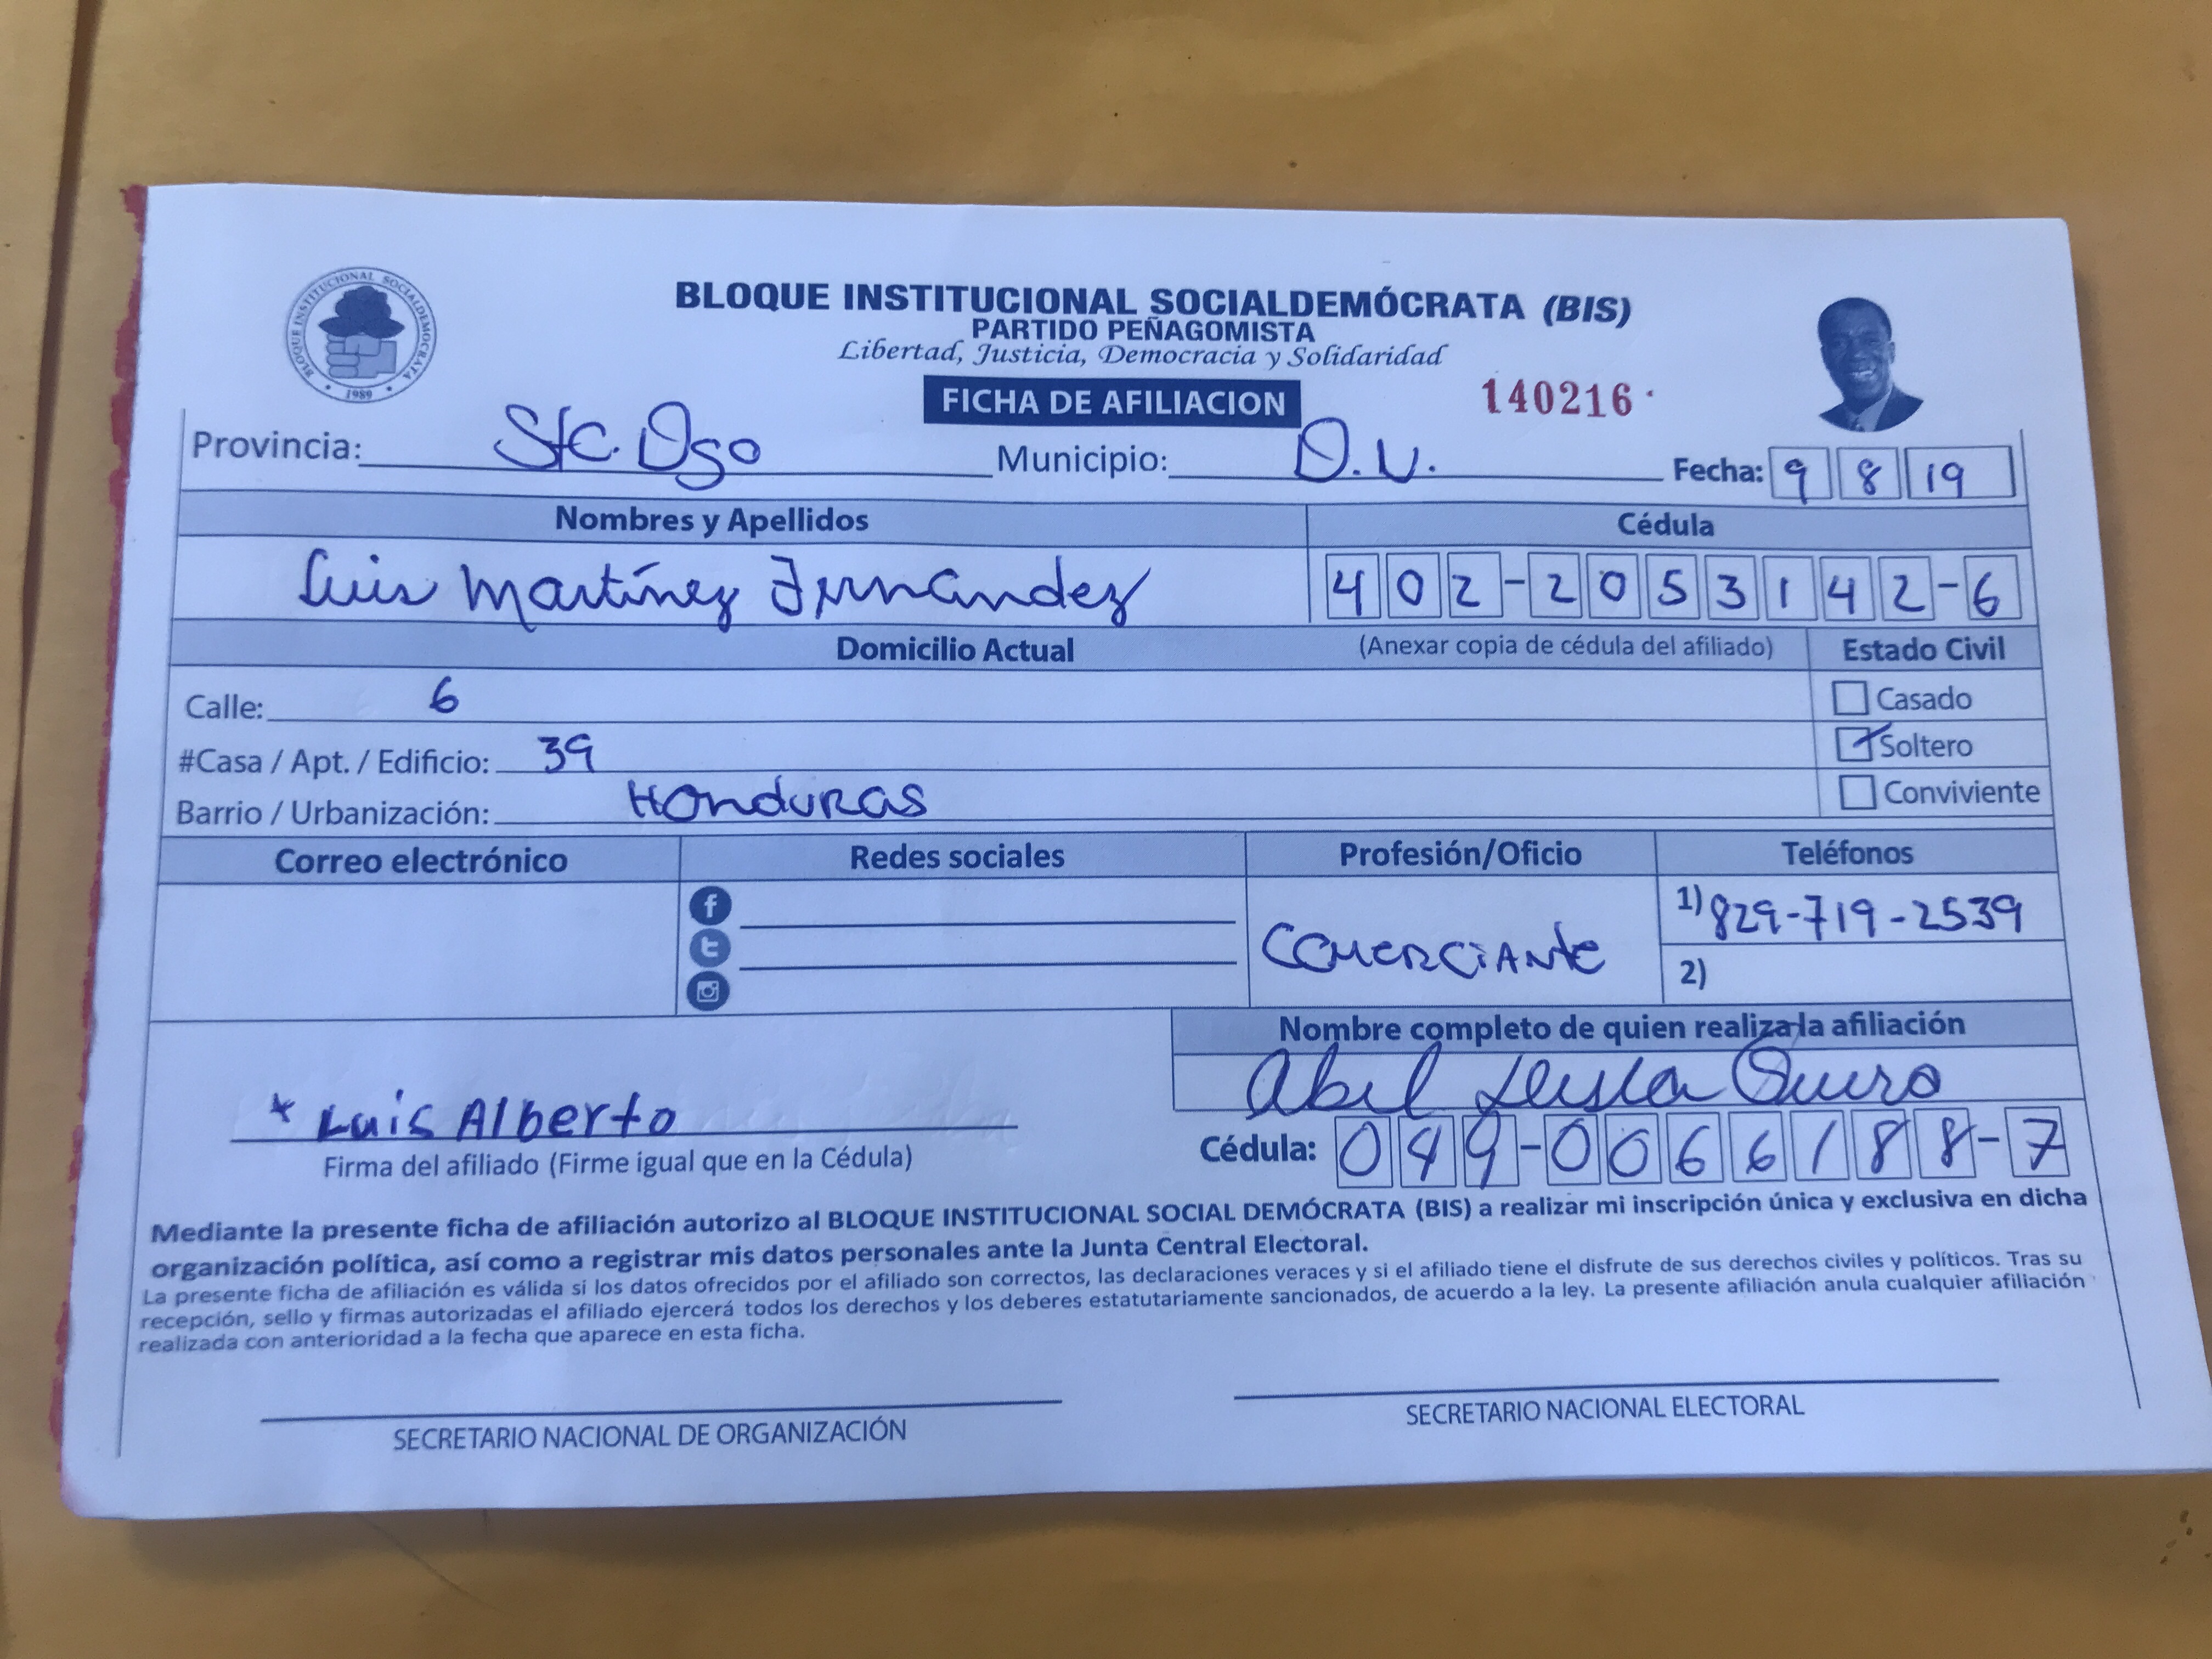 BLOQUE INSTITUCIONAL SOCIALDEMÓCRATA
1989
BLOQUE INSTITUCIONAL SOCIALDEMÓCRATA (BIS)
PARTIDO PEÑAGOMISTA
Libertad, Justicia, Democracia y Solidaridad
FICHA DE AFILIACION 140216
Provincia: Sto. Dgo Municipio: D.N. Fecha: 9 8 19
Nombres y Apellidos Cédula
Luis Martínez Fernandez 402-2053142-6
Domicilio Actual (Anexar copia de cédula del afiliado) Estado Civil
Calle: 6 Casado
#Casa / Apt. / Edificio: 39 Soltero
Barrio / Urbanización: Honduras Conviviente
Correo electrónico Redes sociales Profesión/Oficio Teléfonos
1) 829-719-2539
Comerciante
2)
Nombre completo de quien realiza la afiliación
Abel
* Luis Alberto
Firma del afiliado (Firme igual que en la Cédula) Cédula: 049-0066188-7
Mediante la presente ficha de afiliación autorizo al BLOQUE INSTITUCIONAL SOCIAL DEMÓCRATA (BIS) a realizar mi inscripción única y exclusiva en dicha
organización política, así como a registrar mis datos personales ante la Junta Central Electoral.
La presente ficha de afiliación es válida si los datos ofrecidos por el afiliado son correctos, las declaraciones veraces y si el afiliado tiene el disfrute de sus derechos civiles y políticos. Tras su
recepción, sello y firmas autorizadas el afiliado ejercerá todos los derechos y los deberes estatutariamente sancionados, de acuerdo a la ley. La presente afiliación anula cualquier afiliación
realizada con anterioridad a la fecha que aparece en esta ficha.
SECRETARIO NACIONAL DE ORGANIZACIÓN SECRETARIO NACIONAL ELECTORAL